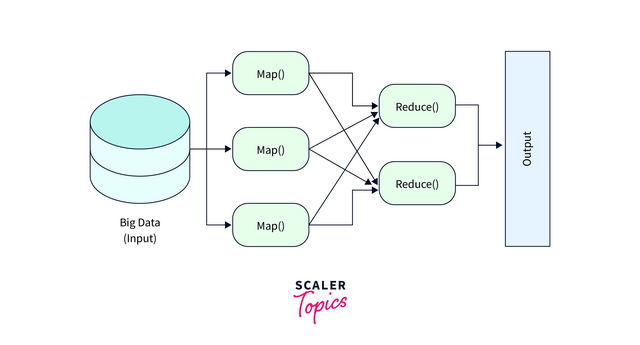 Big Data
(Input)
Map()
Map()
Map()
Reduce()
Reduce()
Output
SCALER
Topics